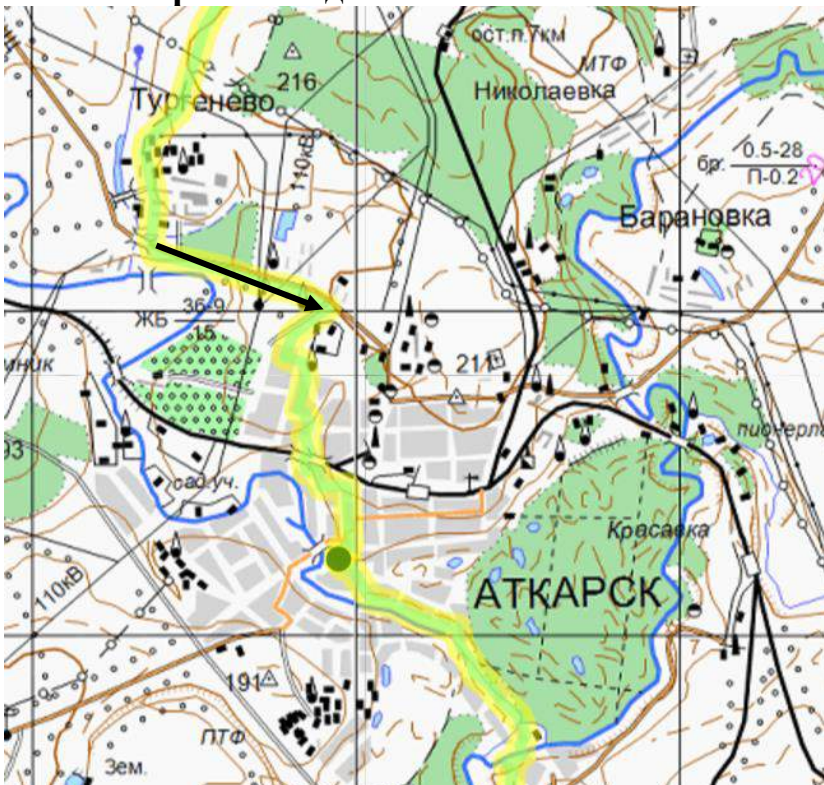 ост.п.7км
МТФ
216
Тургенево
Николаевка
110кВ
0.5-28
бр.
П-0.2
20
Барановка
36-9
ЖБ
15
211
93
сад.уч.
Красавка
АТКАРСК
110кВ
191
ПТФ
Зем.